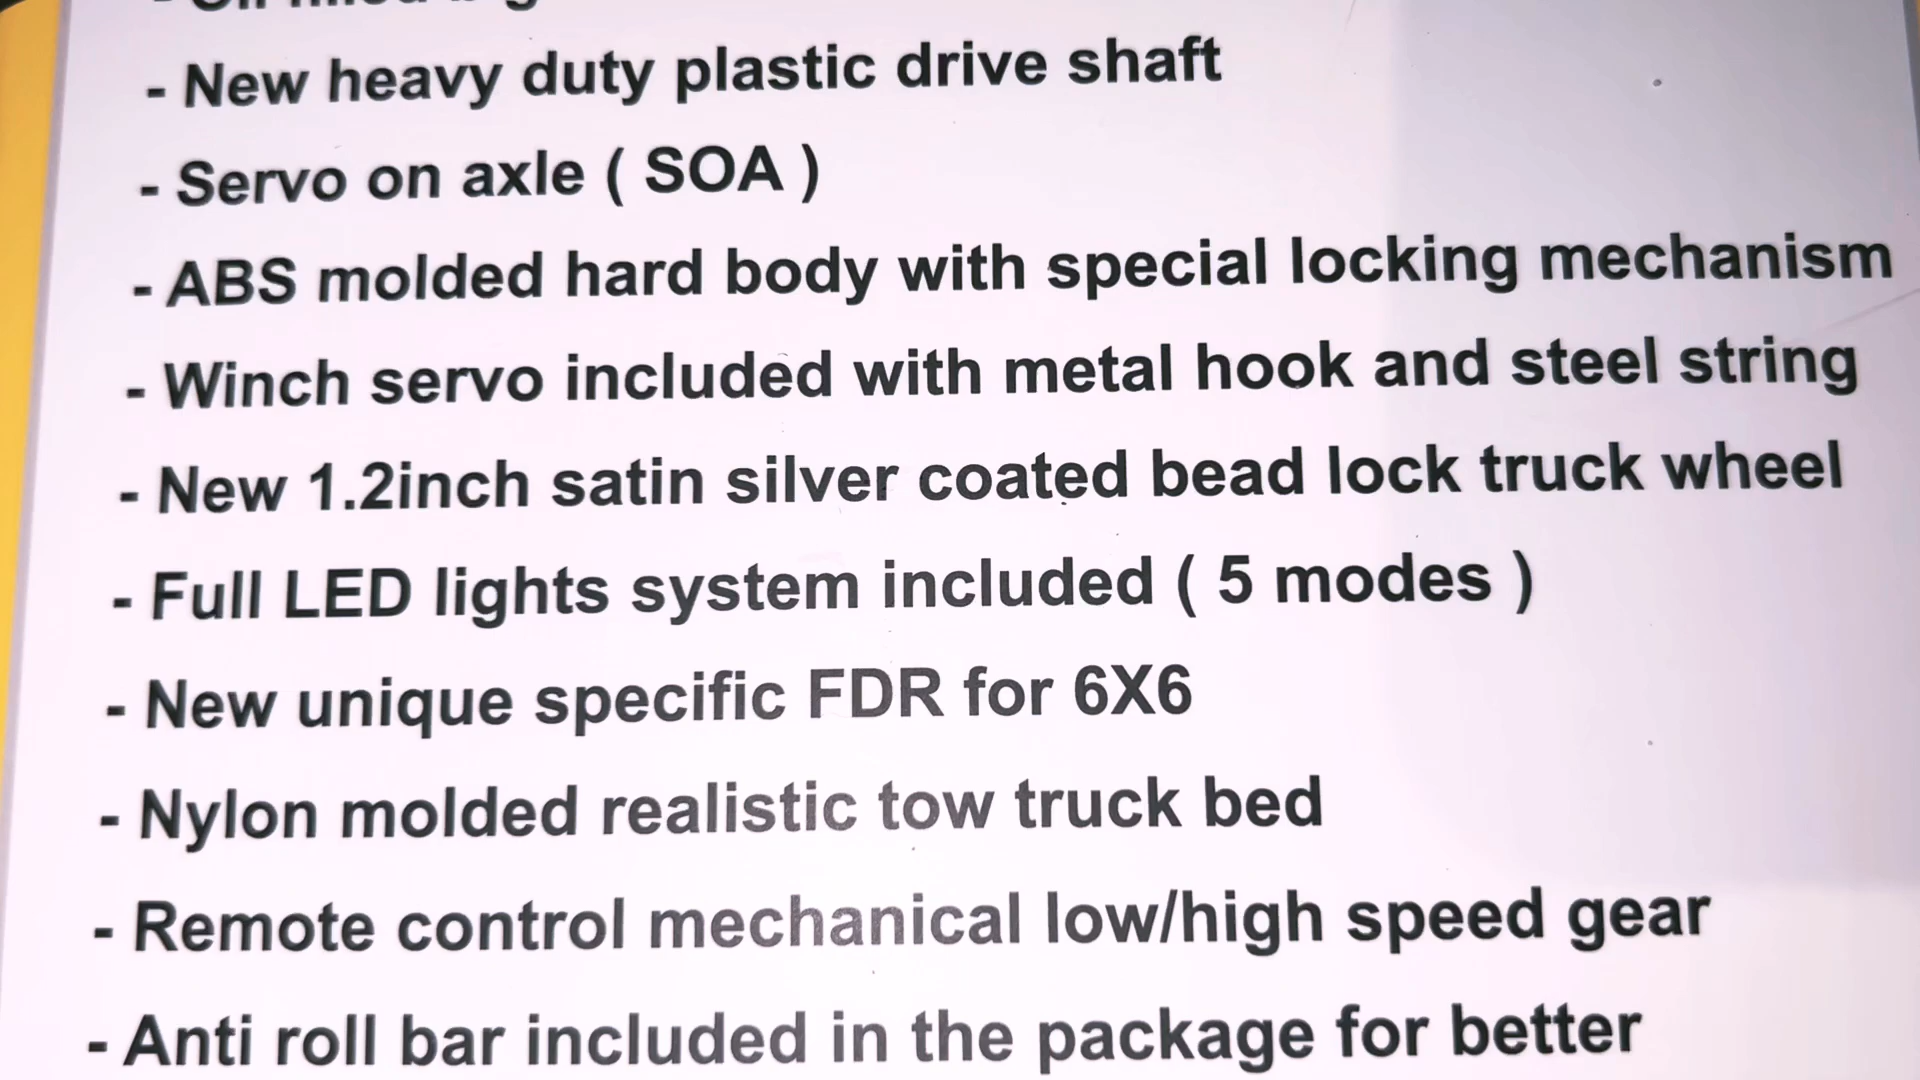 - New heavy duty plastic drive shaft
- Servo on axle ( SOA )
- ABS molded hard body with special locking mechanism
- Winch servo included with metal hook and steel string
- New 1.2inch satin silver coated bead lock truck wheel
- Full LED lights system included ( 5 modes )
- New unique specific FDR for 6X6
- Nylon molded realistic tow truck bed
- Remote control mechanical low/high speed gear
- Anti roll bar included in the package for better